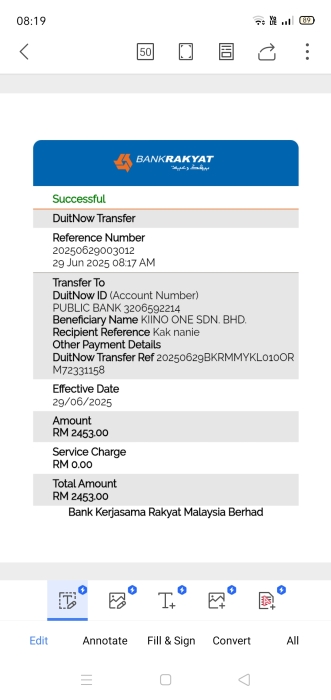 08:19
89
50
BANKRAKYAT
Successful
DuitNow Transfer
Reference Number
20250629003012
29 Jun 2025 08:17 AM
Transfer To
DuitNow ID (Account Number)
PUBLIC BANK 3206592214
Beneficiary Name KIINO ONE SDN. BHD.
Recipient Reference Kak nanie
Other Payment Details
DuitNow Transfer Ref 20250629BKRMMYKL010OR
M72331158
Effective Date
29/06/2025
Amount
RM 2453.00
Service Charge
RM 0.00
Total Amount
RM 2453.00
Bank Kerjasama Rakyat Malaysia Berhad
Edit Annotate Fill & Sign Convert All